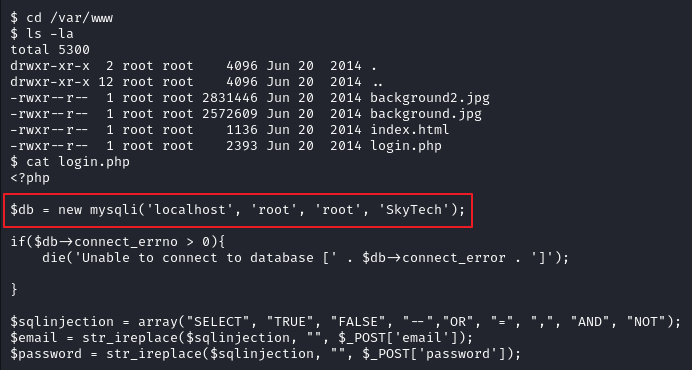 $ cd /var/www
$ ls -la
total 5300
drwxr-xr-x  2 root root    4096 Jun 20  2014 .
drwxr-xr-x 12 root root    4096 Jun 20  2014 ..
-rwxr--r--  1 root root 2831446 Jun 20  2014 background2.jpg
-rwxr--r--  1 root root 2572609 Jun 20  2014 background.jpg
-rwxr--r--  1 root root    1136 Jun 20  2014 index.html
-rwxr--r--  1 root root    2393 Jun 20  2014 login.php
$ cat login.php
<?php
$db = new mysqli('localhost', 'root', 'root', 'SkyTech');
if($db->connect_errno > 0){
    die('Unable to connect to database [' . $db->connect_error . ']');
}
$sqlinjection = array("SELECT", "TRUE", "FALSE", "--","OR", "=", ",", "AND", "NOT");
$email = str_ireplace($sqlinjection, "", $_POST['email']);
$password = str_ireplace($sqlinjection, "", $_POST['password']);